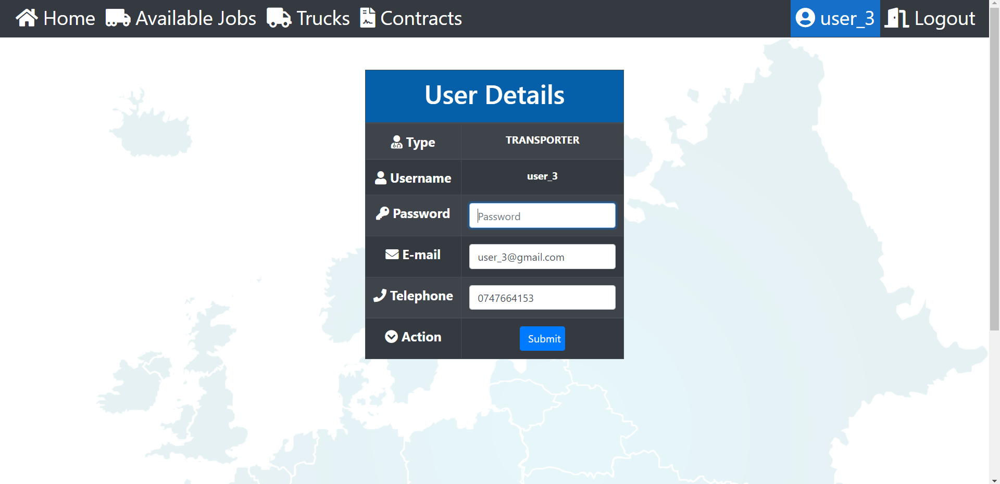 Home Available Jobs Trucks Contracts user_3 Logout
User Details
Type TRANSPORTER
Username user_3
Password Password
E-mail user_3@gmail.com
Telephone 0747664153
Action Submit